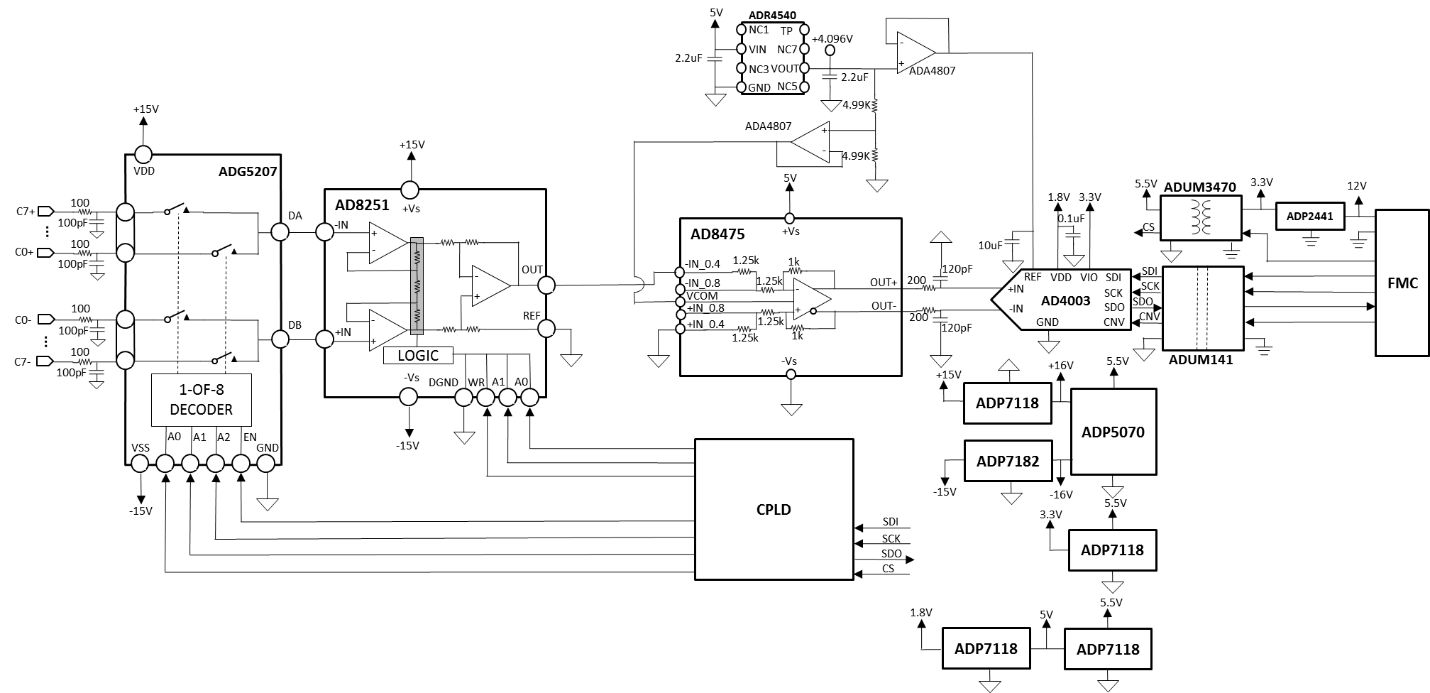 ADR4540
5V
NC1 TP
VIN NC7
NC3 VOUT
GND NC5
2.2uF
+4.096V
2.2uF
ADA4807
4.99K
ADA4807
4.99K
+15V
VDD
ADG5207
C7+
100
100pF
C0+
100
100pF
C0-
100
100pF
C7-
100
100pF
DA
DB
1-OF-8
DECODER
VSS
A0
A1
A2
EN
GND
-15V
+15V
+Vs
AD8251
-IN
+IN
OUT
REF
LOGIC
-Vs
DGND
WR
A1
A0
-15V
5V
+Vs
AD8475
-IN_0.4
-IN_0.8
VCOM
+IN_0.8
+IN_0.4
1.25k
1k
1.25k
1.25k
1.25k
1k
OUT+
OUT-
-Vs
200
120pF
200
120pF
10uF
1.8V
3.3V
0.1uF
REF VDD VIO SDI
+IN
-IN
AD4003
SCK
SDO
CNV
GND
SDI
SCK
SDO
CNV
ADUM3470
5.5V
CS
3.3V
ADP2441
12V
FMC
ADUM141
+15V
ADP7118
+16V
5.5V
ADP5070
ADP7182
-15V
-16V
5.5V
3.3V
ADP7118
CPLD
SDI
SCK
SDO
CS
1.8V
ADP7118
5V
5.5V
ADP7118